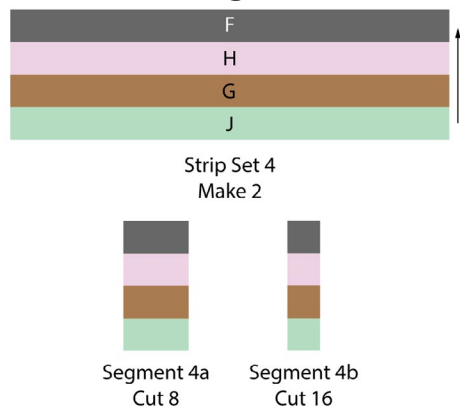 F
H
G
J
Strip Set 4
Make 2
Segment 4a
Cut 8
Segment 4b
Cut 16